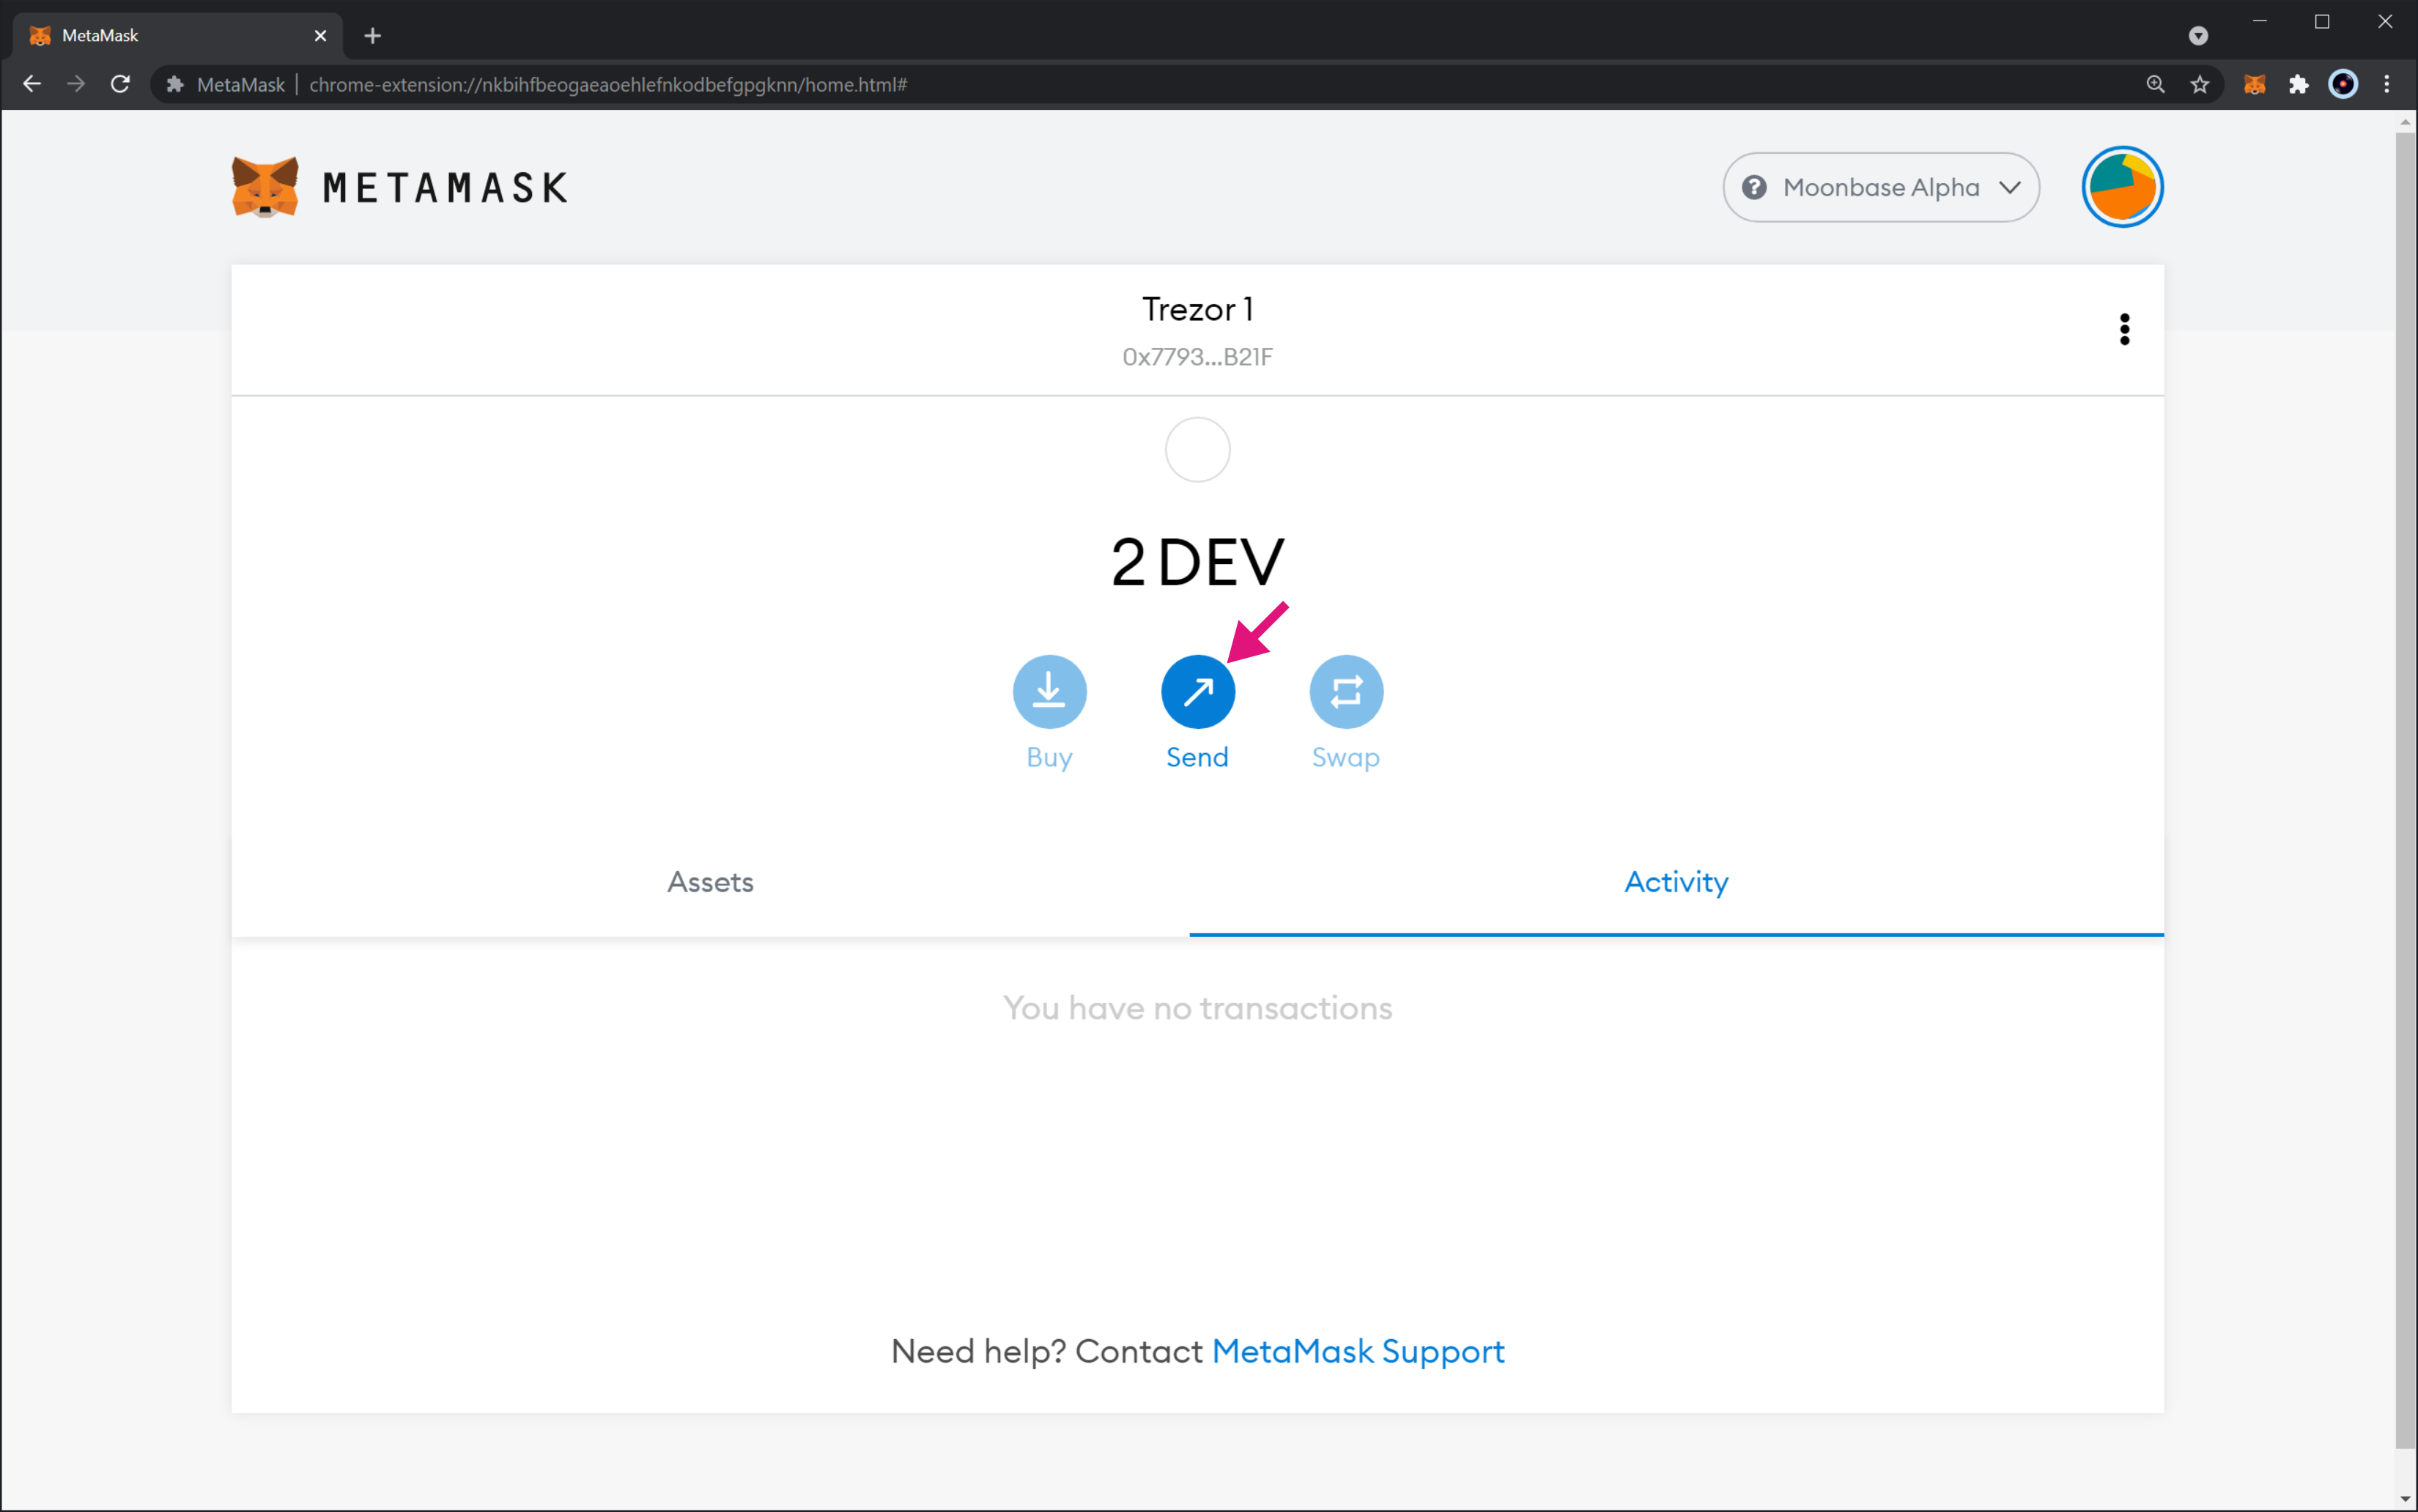 MetaMask
MetaMask | chrome-extension://nkbihfbeogaeaoehlefnkodbefgpgknn/home.html#
METAMASK
Moonbase Alpha
Trezor 1
0x7793...B21F
2 DEV
Buy Send Swap
Assets Activity
You have no transactions
Need help? Contact MetaMask Support